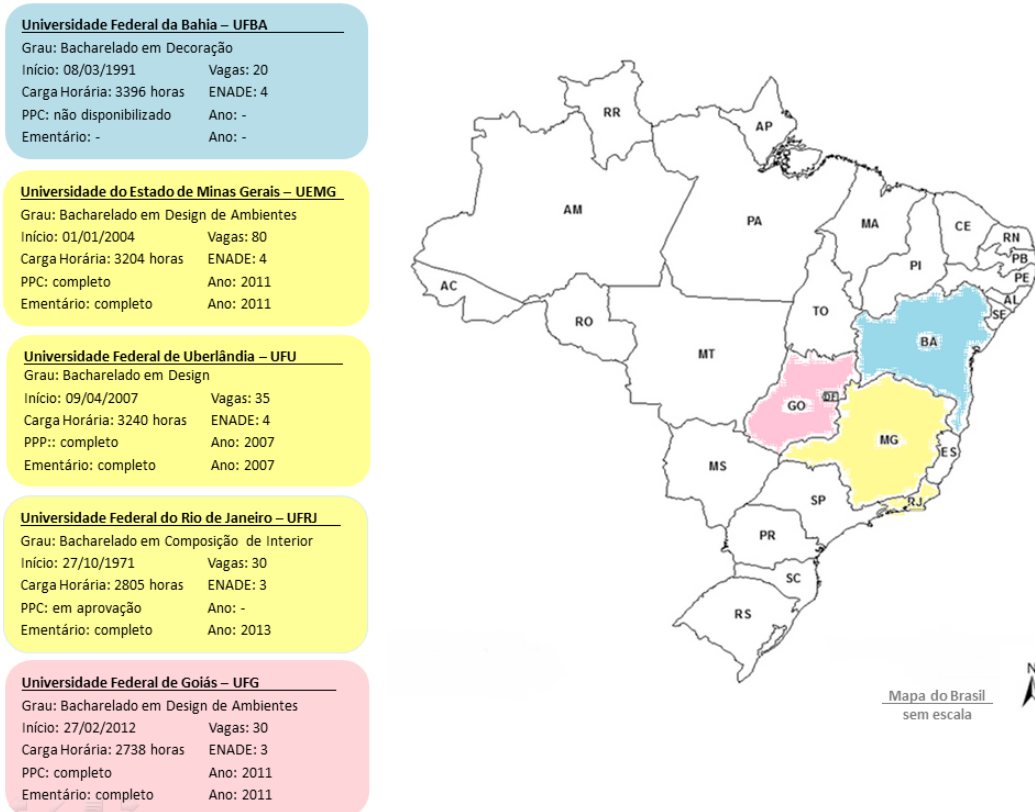 Universidade Federal da Bahia – UFBA
Grau: Bacharelado em Decoração
Início: 08/03/1991 Vagas: 20
Carga Horária: 3396 horas ENADE: 4
PPC: não disponibilizado Ano: -
Ementário: - Ano: -
Universidade do Estado de Minas Gerais – UEMG
Grau: Bacharelado em Design de Ambientes
Início: 01/01/2004 Vagas: 80
Carga Horária: 3204 horas ENADE: 4
PPC: completo Ano: 2011
Ementário: completo Ano: 2011
Universidade Federal de Uberlândia – UFU
Grau: Bacharelado em Design
Início: 09/04/2007 Vagas: 35
Carga Horária: 3240 horas ENADE: 4
PPP:: completo Ano: 2007
Ementário: completo Ano: 2007
Universidade Federal do Rio de Janeiro – UFRJ
Grau: Bacharelado em Composição de Interior
Início: 27/10/1971 Vagas: 30
Carga Horária: 2805 horas ENADE: 3
PPC: em aprovação Ano: -
Ementário: completo Ano: 2013
Universidade Federal de Goiás – UFG
Grau: Bacharelado em Design de Ambientes
Início: 27/02/2012 Vagas: 30
Carga Horária: 2738 horas ENADE: 3
PPC: completo Ano: 2011
Ementário: completo Ano: 2011
RR
AP
AM
PA
MA
CE
RN
PB
PE
PI
AL
SE
AC
TO
RO
BA
MT
DF
GO
MG
ES
MS
SP
RJ
PR
SC
RS
N
Mapa do Brasil
sem escala